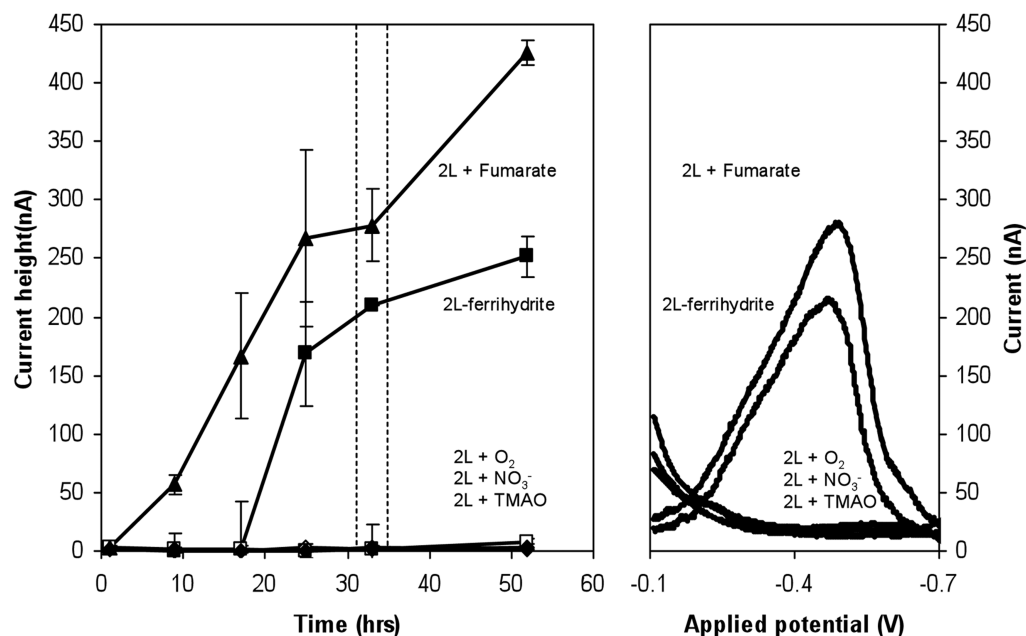 450
400
350
300
250
200
150
100
50
0
Current height(nA)
0
10
20
30
40
50
60
Time (hrs)
2L + Fumarate
2L-ferrihydrite
2L + O₂
2L + NO₃⁻
2L + TMAO
2L + Fumarate
2L-ferrihydrite
2L + O₂
2L + NO₃⁻
2L + TMAO
450
400
350
300
250
200
150
100
50
0
Current (nA)
-0.1
-0.4
-0.7
Applied potential (V)